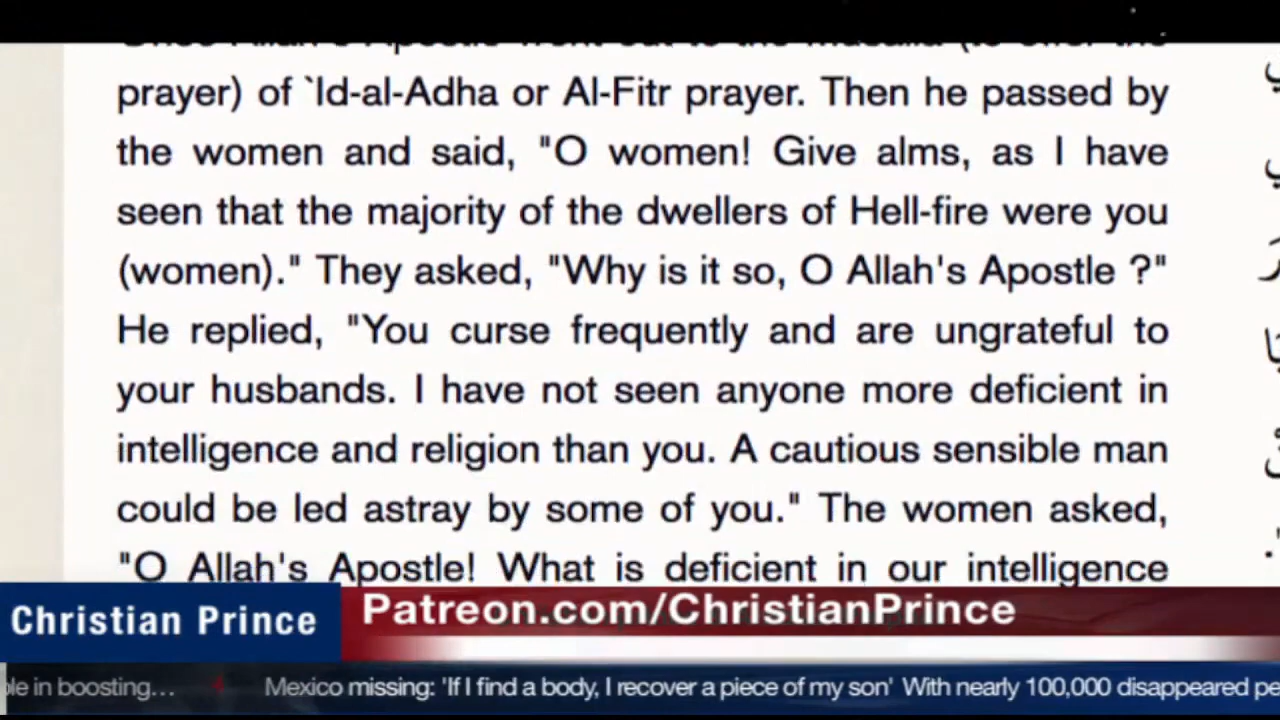 prayer) of `Id-al-Adha or Al-Fitr prayer. Then he passed by
the women and said, "O women! Give alms, as I have
seen that the majority of the dwellers of Hell-fire were you
(women)." They asked, "Why is it so, O Allah's Apostle ?"
He replied, "You curse frequently and are ungrateful to
your husbands. I have not seen anyone more deficient in
intelligence and religion than you. A cautious sensible man
could be led astray by some of you." The women asked,
"O Allah's Apostle! What is deficient in our intelligence
Christian Prince
Patreon.com/ChristianPrince
in boosting... Mexico missing: 'If I find a body, I recover a piece of my son' With nearly 100,000 disappeared